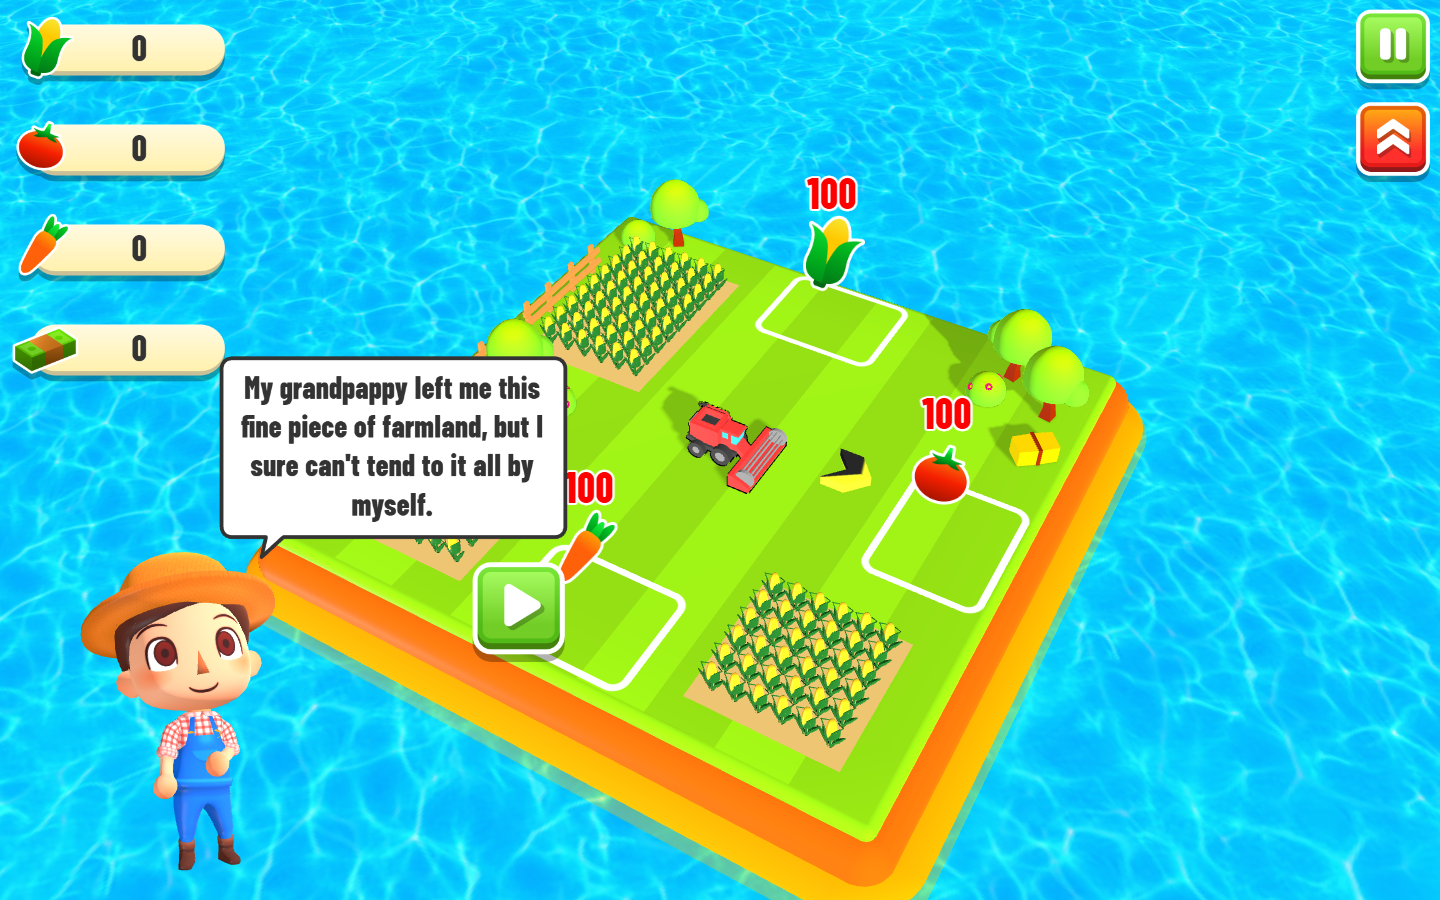 0
0
0
0
100
100
100
My grandpappy left me this
fine piece of farmland, but I
sure can't tend to it all by
myself.